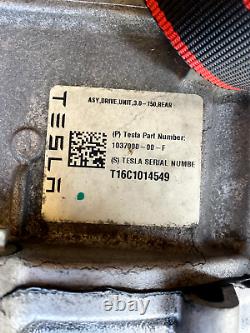 TESLA
ASY,DRIVE,UNIT,3.0-150,REAR
(P) Tesla Part Number:
1037000-00-F
(S) TESLA SERIAL NUMBE
T16C1014549